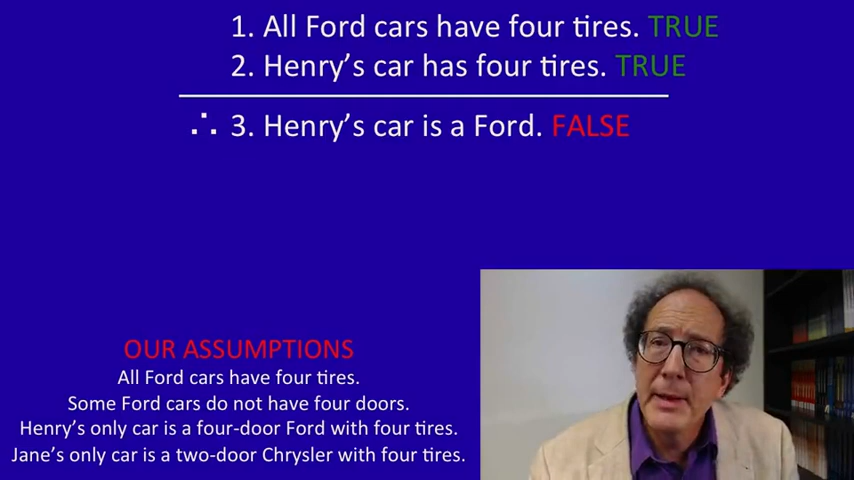 1. All Ford cars have four tires. TRUE
2. Henry’s car has four tires. TRUE
∴ 3. Henry’s car is a Ford. FALSE
OUR ASSUMPTIONS
All Ford cars have four tires.
Some Ford cars do not have four doors.
Henry’s only car is a four-door Ford with four tires.
Jane’s only car is a two-door Chrysler with four tires.